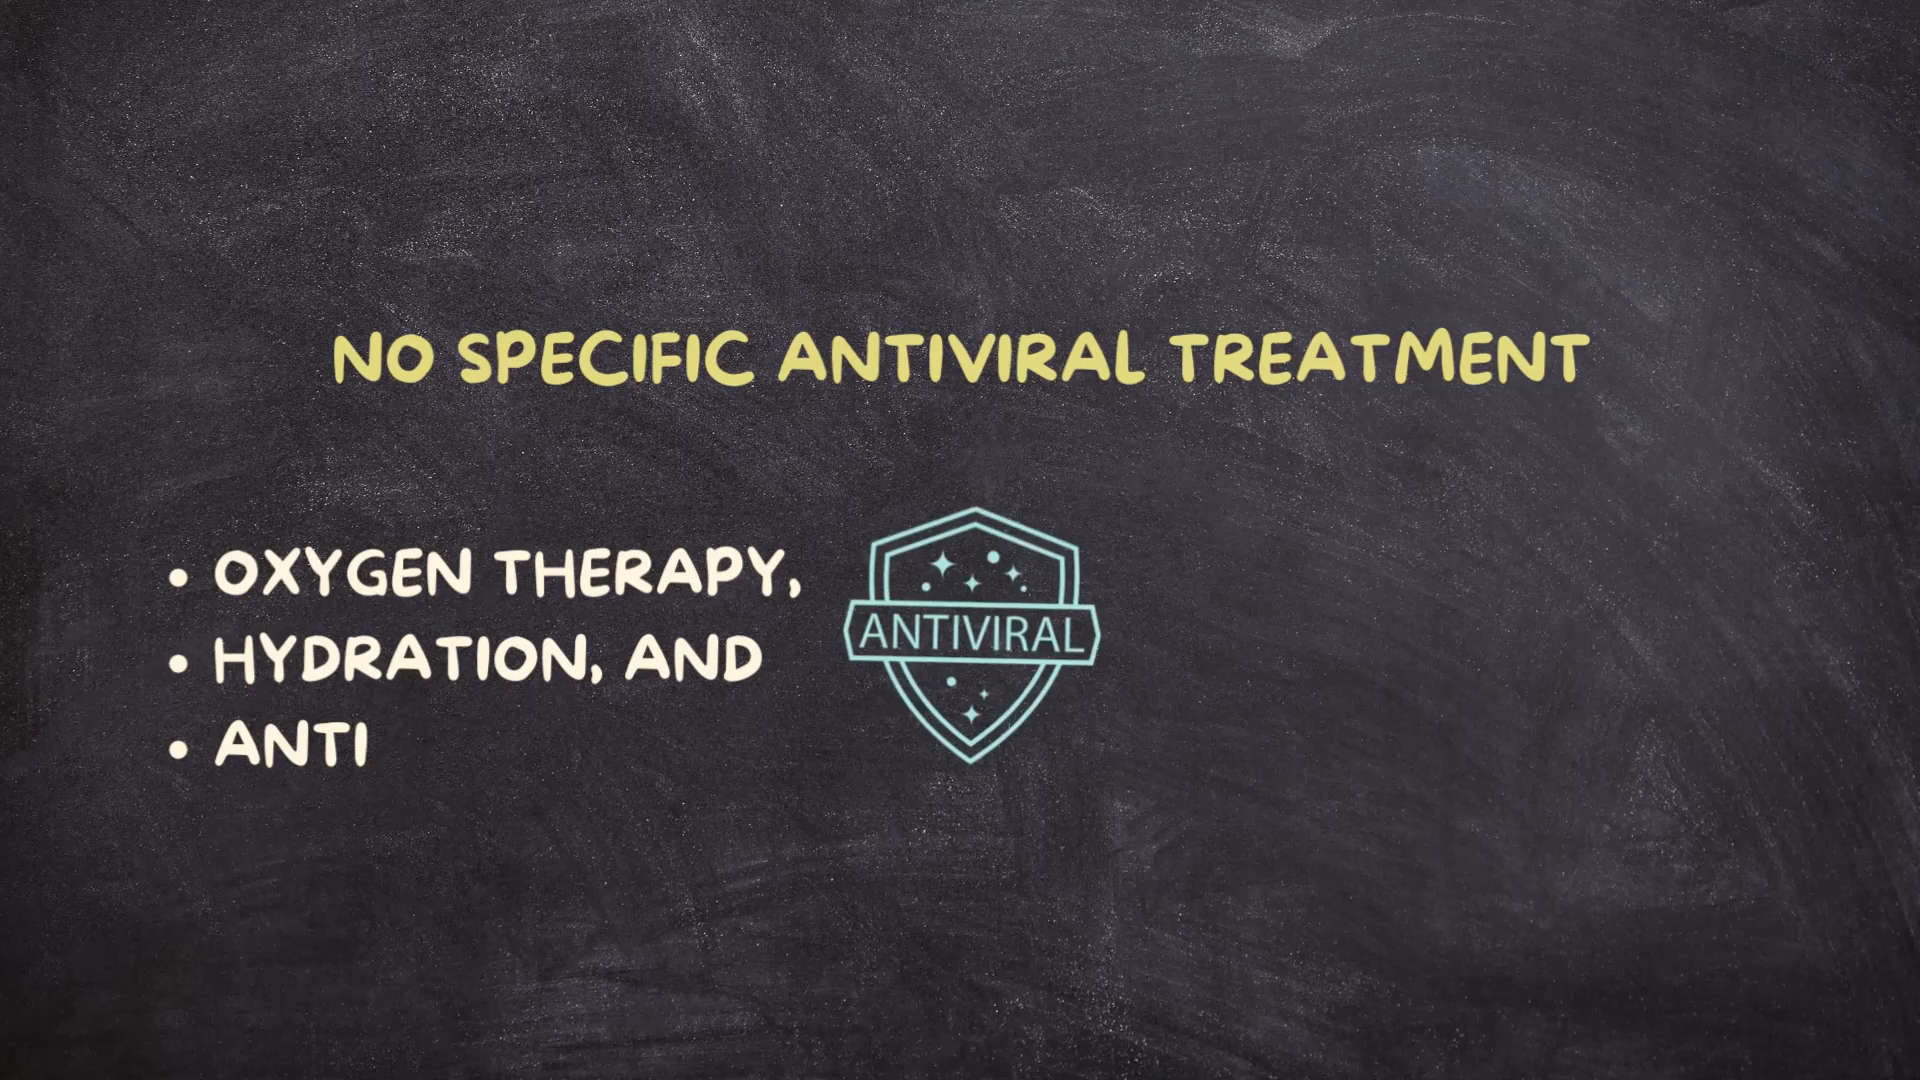 NO SPECIFIC ANTIVIRAL TREATMENT
• OXYGEN THERAPY,
• HYDRATION, AND
• ANTI
ANTIVIRAL